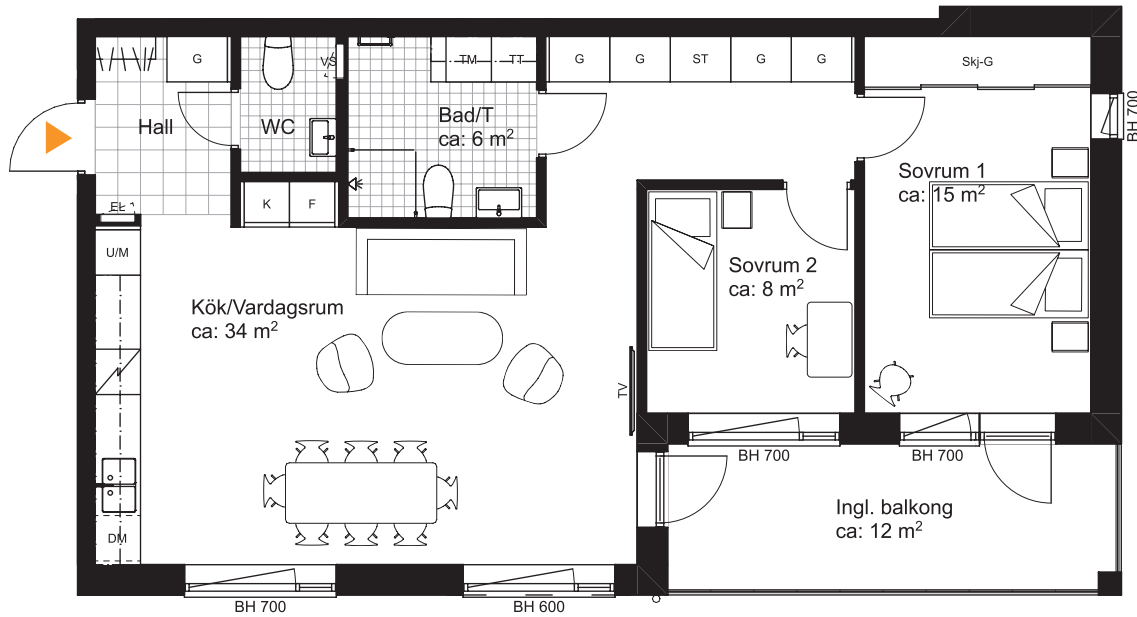 G
VS
TM
TT
G
G
ST
G
G
Skj-G
BH 700
Hall
WC
Bad/T
ca: 6 m²
Sovrum 1
ca: 15 m²
EL
K
F
U/M
Sovrum 2
ca: 8 m²
Kök/Vardagsrum
ca: 34 m²
TV
BH 700
BH 700
Ingl. balkong
ca: 12 m²
DM
BH 700
BH 600